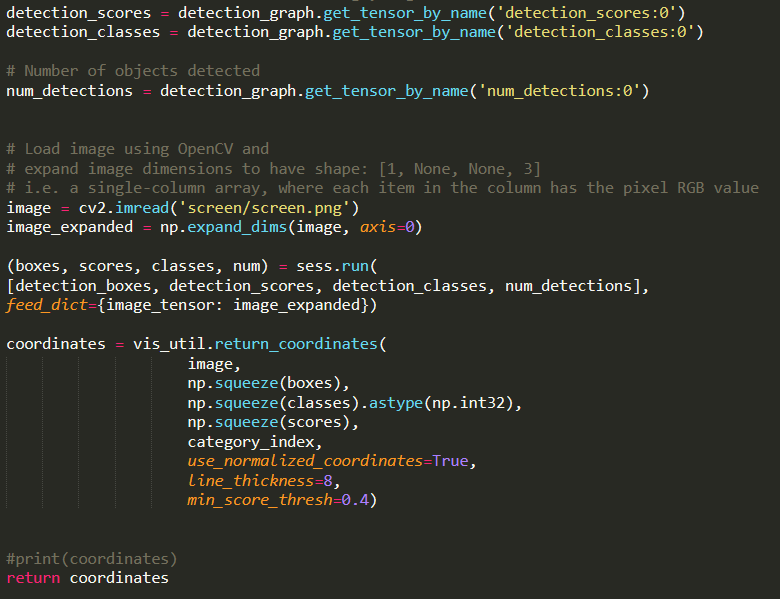 detection_scores = detection_graph.get_tensor_by_name('detection_scores:0')
detection_classes = detection_graph.get_tensor_by_name('detection_classes:0')
# Number of objects detected
num_detections = detection_graph.get_tensor_by_name('num_detections:0')
# Load image using OpenCV and
# expand image dimensions to have shape: [1, None, None, 3]
# i.e. a single-column array, where each item in the column has the pixel RGB value
image = cv2.imread('screen/screen.png')
image_expanded = np.expand_dims(image, axis=0)
(boxes, scores, classes, num) = sess.run(
[detection_boxes, detection_scores, detection_classes, num_detections],
feed_dict={image_tensor: image_expanded})
coordinates = vis_util.return_coordinates(
image,
np.squeeze(boxes),
np.squeeze(classes).astype(np.int32),
np.squeeze(scores),
category_index,
use_normalized_coordinates=True,
line_thickness=8,
min_score_thresh=0.4)
#print(coordinates)
return coordinates